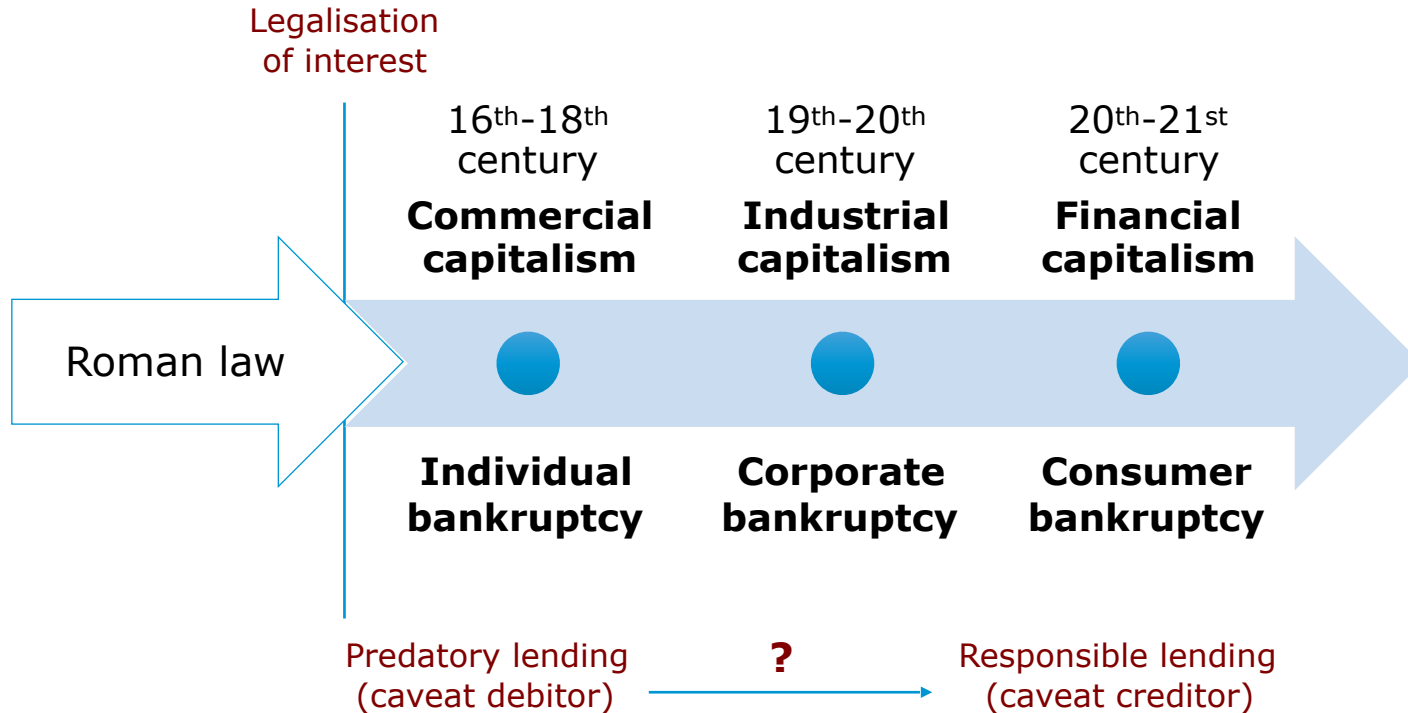 Legalisation
of interest
16th-18th
century
Commercial
capitalism
19th-20th
century
Industrial
capitalism
20th-21st
century
Financial
capitalism
Roman law
Individual
bankruptcy
Corporate
bankruptcy
Consumer
bankruptcy
Predatory lending
(caveat debitor)
?
Responsible lending
(caveat creditor)